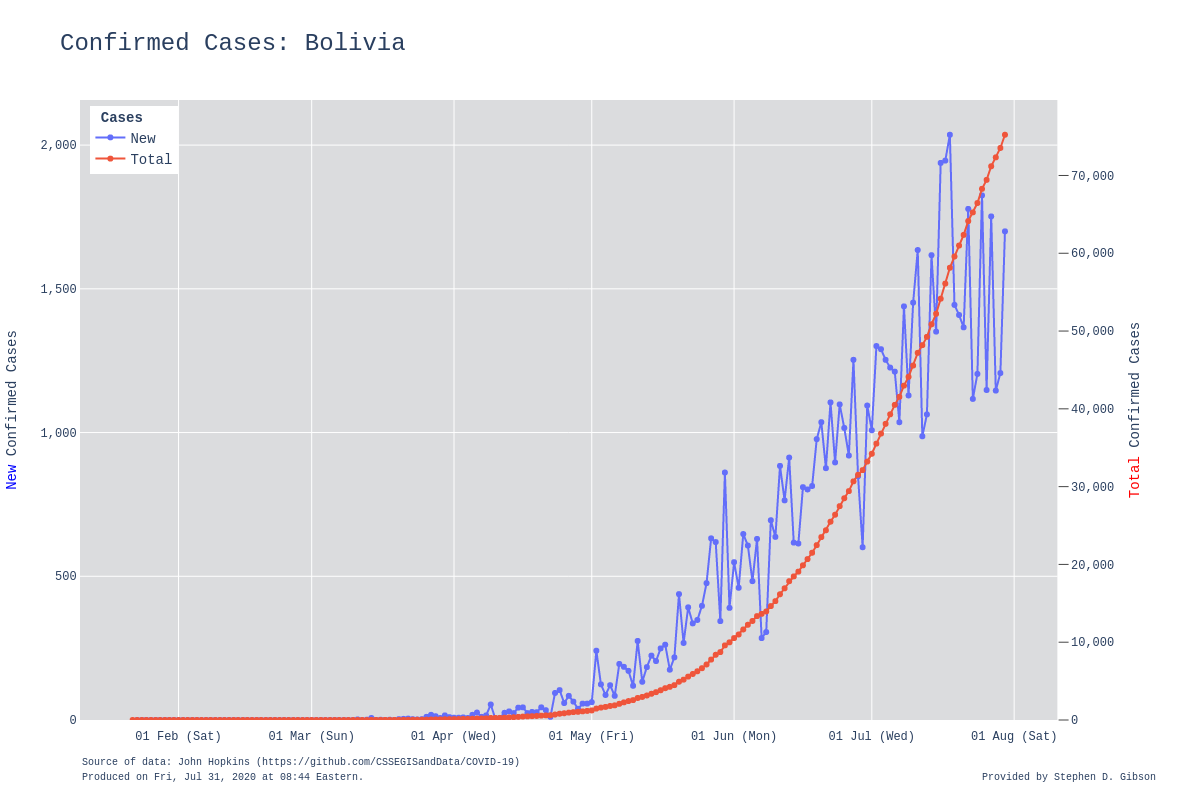 Confirmed Cases: Bolivia
Cases
New
Total
2,000
1,500
1,000
500
0
70,000
60,000
50,000
40,000
30,000
20,000
10,000
0
New Confirmed Cases
Total Confirmed Cases
01 Feb (Sat)
01 Mar (Sun)
01 Apr (Wed)
01 May (Fri)
01 Jun (Mon)
01 Jul (Wed)
01 Aug (Sat)
Source of data: John Hopkins (https://github.com/CSSEGISandData/COVID-19)
Produced on Fri, Jul 31, 2020 at 08:44 Eastern.
Provided by Stephen D. Gibson